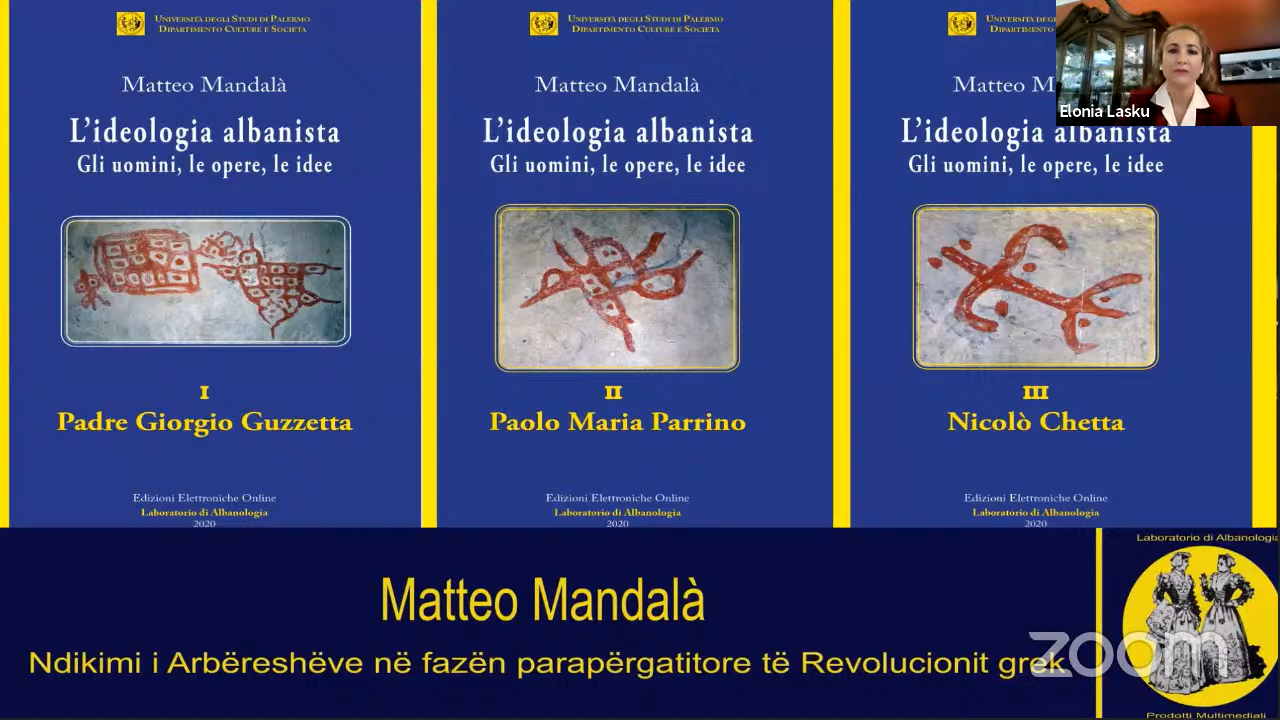 UNIVERSITÀ DEGLI STUDI DI PALERMO
DIPARTIMENTO CULTURE E SOCIETÀ
Matteo Mandalà
L'ideologia albanista
Gli uomini, le opere, le idee
I
Padre Giorgio Guzzetta
Edizioni Elettroniche Online
Laboratorio di Albanologia
2020
UNIVERSITÀ DEGLI STUDI DI PALERMO
DIPARTIMENTO CULTURE E SOCIETÀ
Matteo Mandalà
L'ideologia albanista
Gli uomini, le opere, le idee
II
Paolo Maria Parrino
Edizioni Elettroniche Online
Laboratorio di Albanologia
2020
UNIVERSITÀ
DIPARTIMENTO
Matteo
L'ideologia albanista
Gli uomini, le opere, le idee
III
Nicolò Chetta
Edizioni Elettroniche Online
Laboratorio di Albanologia
2020
Elonia Lasku
Matteo Mandalà
Ndikimi i Arbëreshëve në fazën parapërgatitore të Revolucionit grek
Laboratorio di Albanologia
Prodotti Multimediali
zoom